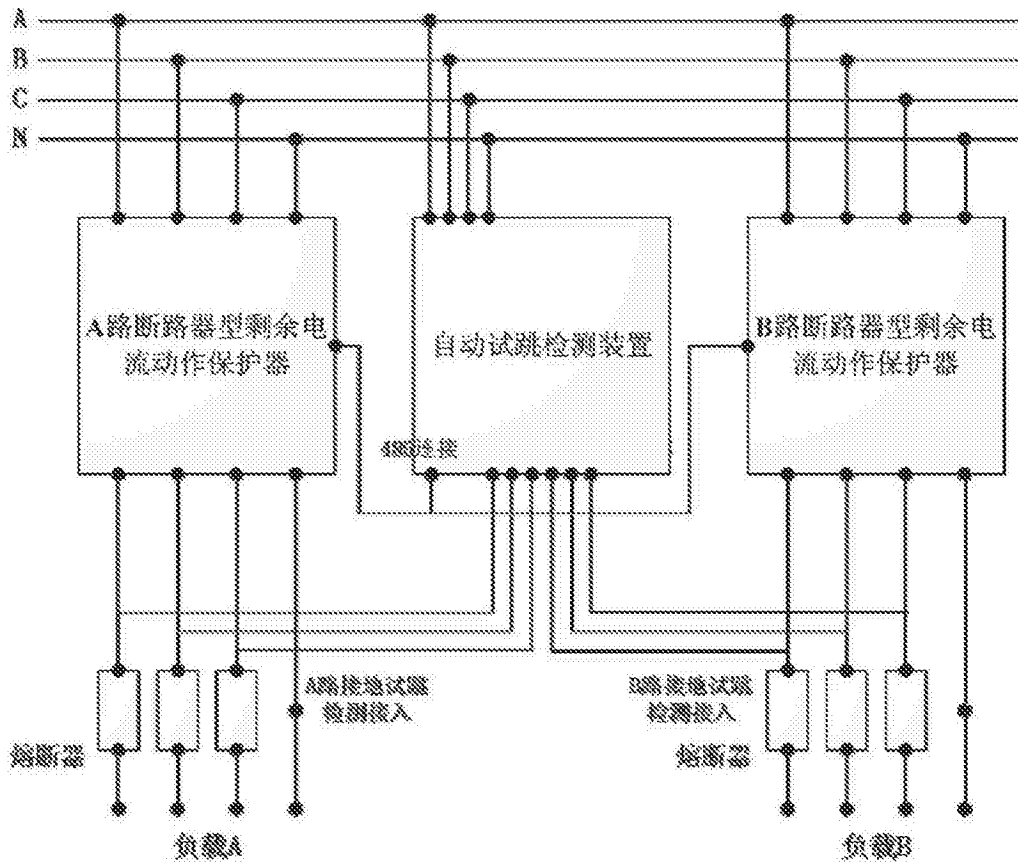 A
B
C
N
A路断路器型剩余电
流动作保护器
自动试跳检测装置
B路断路器型剩余电
流动作保护器
485连接
A路接地试跳
检测接入
B路接地试跳
检测接入
熔断器
熔断器
负载A
负载B